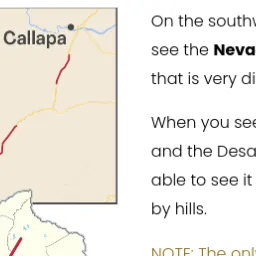 Callapa
On the southw
see the Neva
that is very di
When you see
and the Desa
able to see it
by hills.
NOTE: The onl